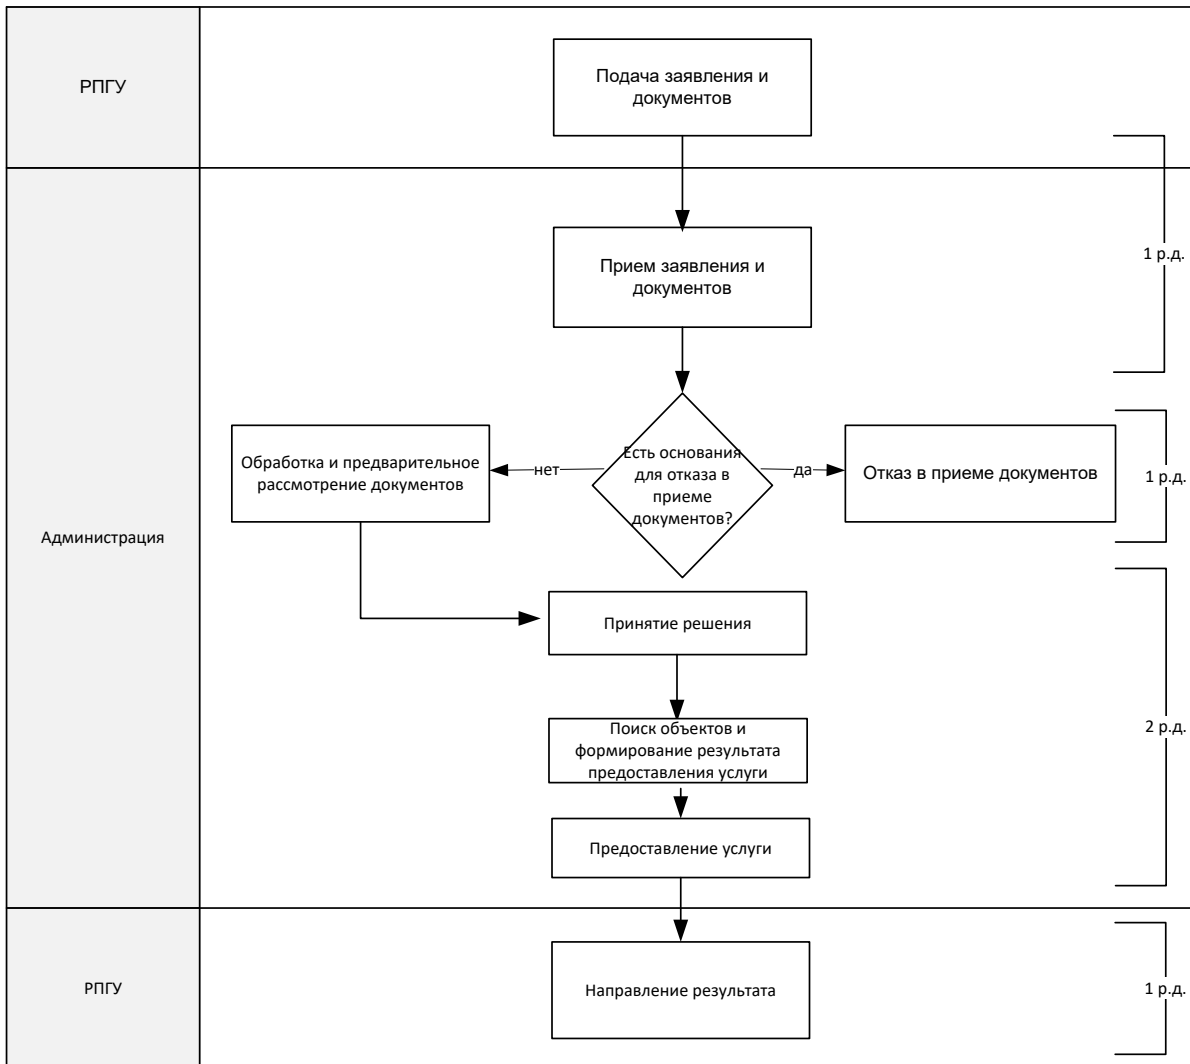 РПГУ
Подача заявления и
документов
Прием заявления и
документов
1 р.д.
Администрация
Обработка и предварительное
рассмотрение документов
нет
Есть основания
для отказа в
приеме
документов?
да
Отказ в приеме документов
1 р.д.
Принятие решения
Поиск объектов и
формирование результата
предоставления услуги
2 р.д.
Предоставление услуги
РПГУ
Направление результата
1 р.д.